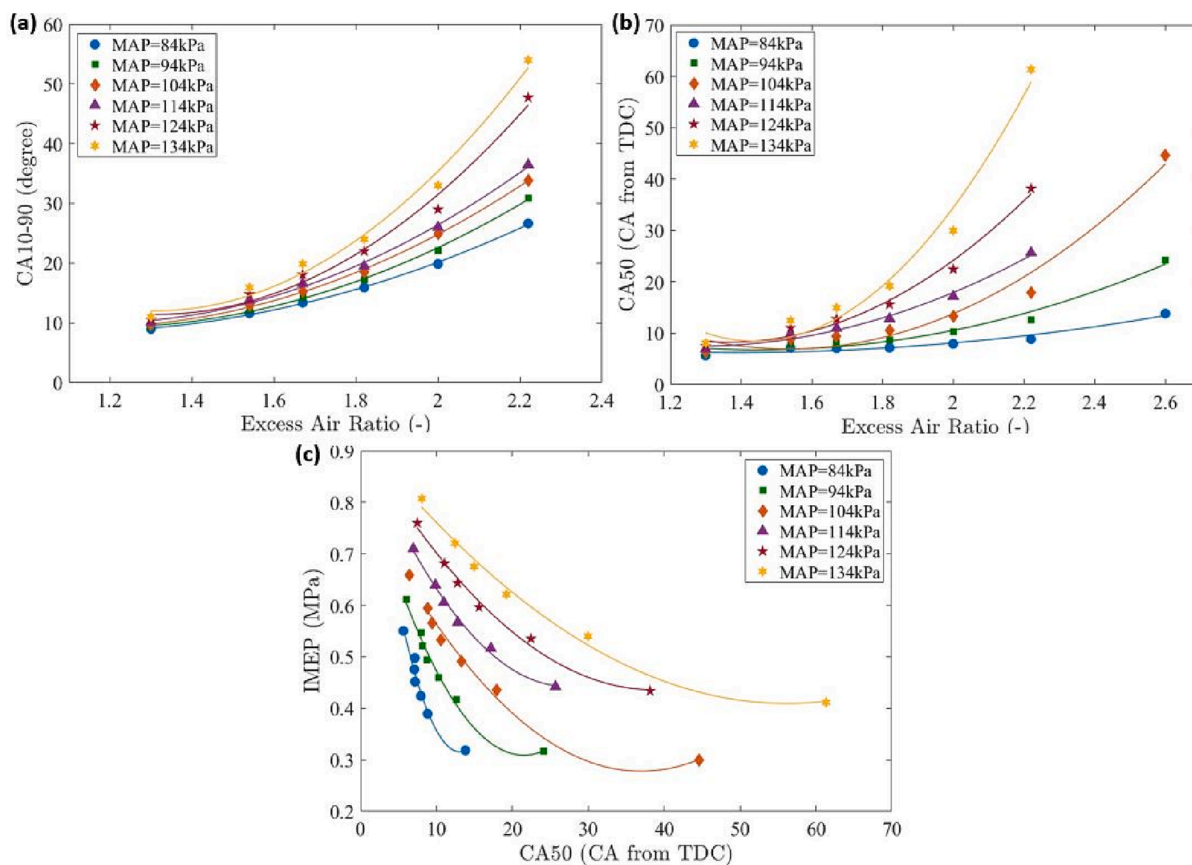 (a)
60
50
40
30
20
10
0
CA10-90 (degree)
MAP=84kPa
MAP=94kPa
MAP=104kPa
MAP=114kPa
MAP=124kPa
MAP=134kPa
1.2 1.4 1.6 1.8 2 2.2 2.4
Excess Air Ratio (-)
(b)
70
60
50
40
30
20
10
0
CA50 (CA from TDC)
MAP=84kPa
MAP=94kPa
MAP=104kPa
MAP=114kPa
MAP=124kPa
MAP=134kPa
1.2 1.4 1.6 1.8 2 2.2 2.4 2.6
Excess Air Ratio (-)
(c)
0.9
0.8
0.7
0.6
0.5
0.4
0.3
0.2
IMEP (MPa)
MAP=84kPa
MAP=94kPa
MAP=104kPa
MAP=114kPa
MAP=124kPa
MAP=134kPa
0 10 20 30 40 50 60 70
CA50 (CA from TDC)